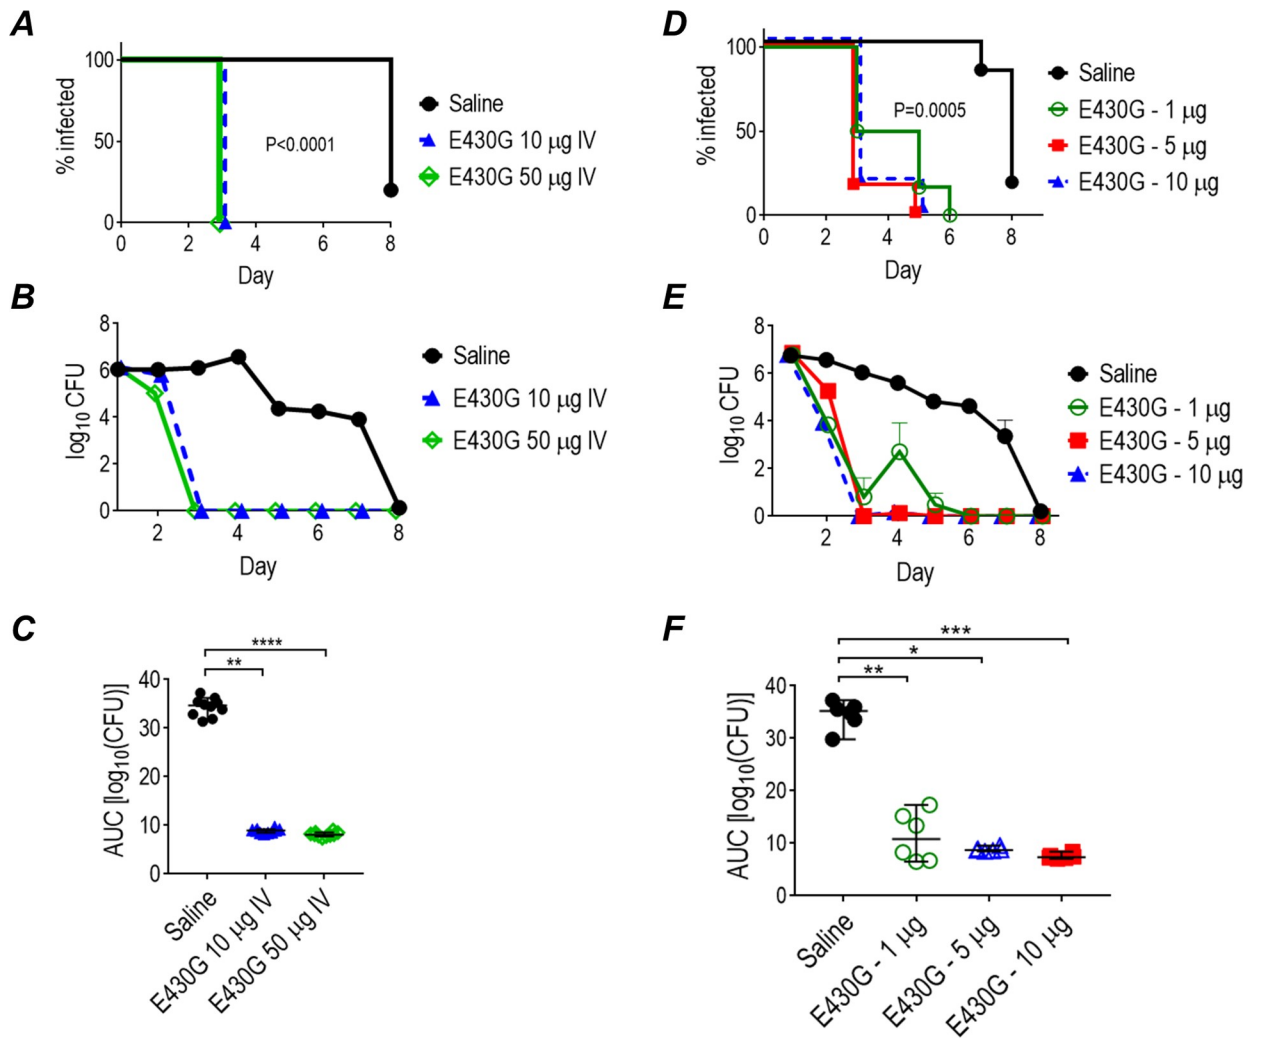 A
% infected
100
50
0
0
2
4
6
8
Day
P<0.0001
Saline
E430G 10 μg IV
E430G 50 μg IV
B
log10 CFU
8
6
4
2
0
2
4
6
8
Day
Saline
E430G 10 μg IV
E430G 50 μg IV
C
AUC [log10(CFU)]
40
30
20
10
0
**
****
Saline
E430G 10 μg IV
E430G 50 μg IV
D
% infected
100
50
0
0
2
4
6
8
Day
P=0.0005
Saline
E430G - 1 μg
E430G - 5 μg
E430G - 10 μg
E
log10 CFU
8
6
4
2
0
2
4
6
8
Day
Saline
E430G - 1 μg
E430G - 5 μg
E430G - 10 μg
F
AUC [log10(CFU)]
40
30
20
10
0
***
*
**
Saline
E430G - 1 μg
E430G - 5 μg
E430G - 10 μg